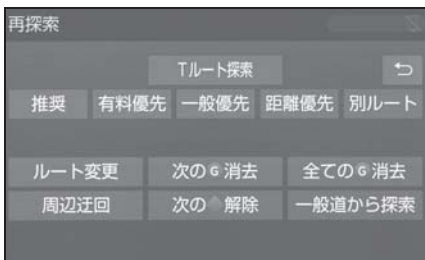 再探索
Tルート探索
推奨 有料優先 一般優先 距離優先 別ルート
ルート変更 次のG消去 全てのG消去
周辺迂回 次の 解除 一般道から探索